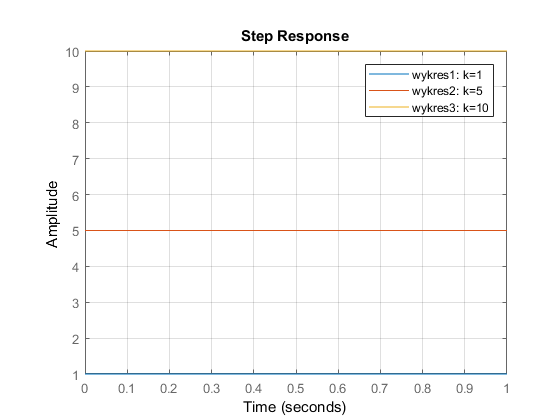 Step Response
10
9
8
7
6
5
4
3
2
1
Amplitude
wykres1: k=1
wykres2: k=5
wykres3: k=10
0 0.1 0.2 0.3 0.4 0.5 0.6 0.7 0.8 0.9 1
Time (seconds)